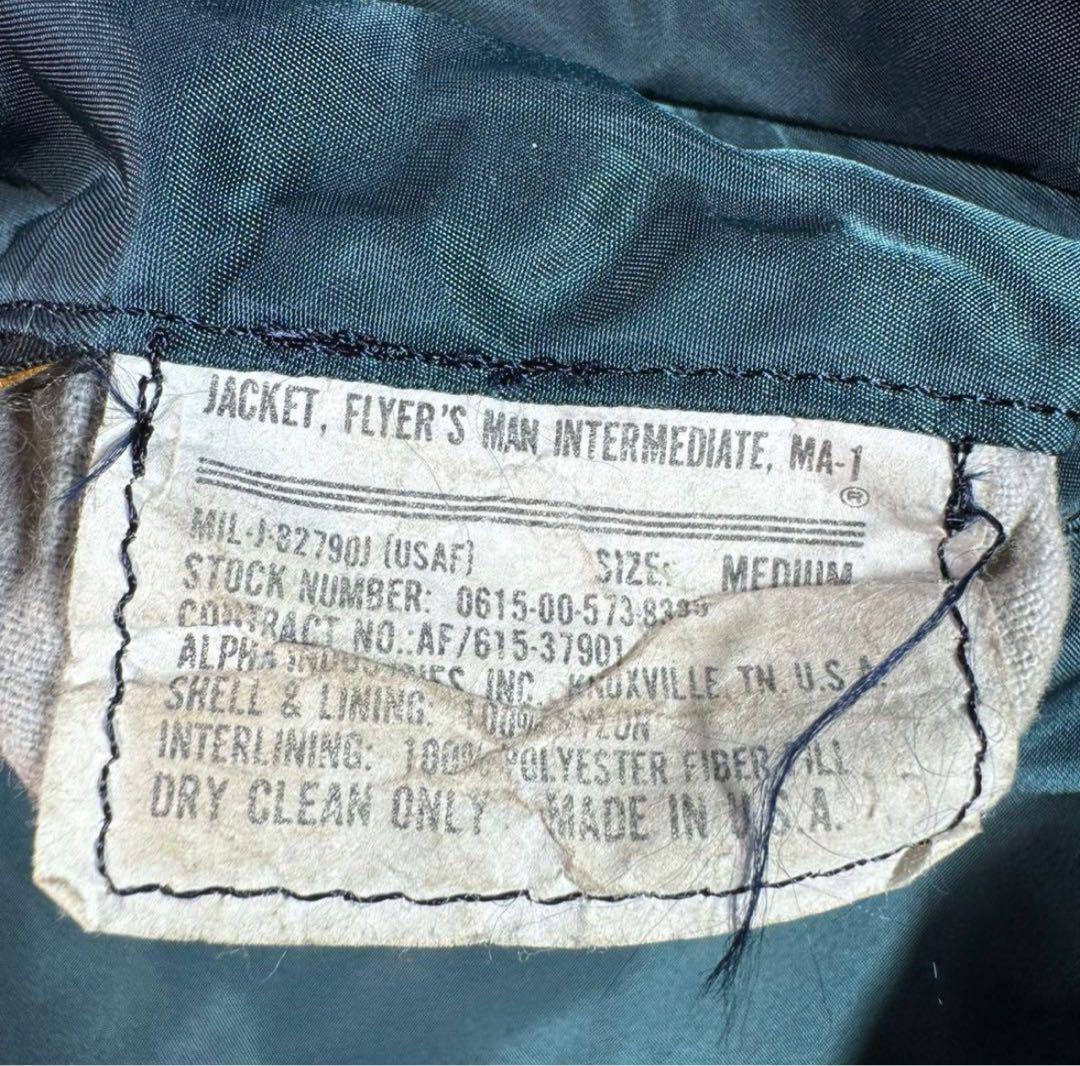 JACKET, FLYER'S MAN INTERMEDIATE, MA-1
®
MIL-J-82790J (USAF) SIZE: MEDIUM
STOCK NUMBER: 0615-00-573-
CONTRACT NO.: AF/615-37901
ALPHA INDUSTRIES, INC. KNOXVILLE TN. U.S.A.
SHELL & LINING: 100% NYLON
INTERLINING: 100% POLYESTER FIBER FILL
DRY CLEAN ONLY MADE IN U.S.A.